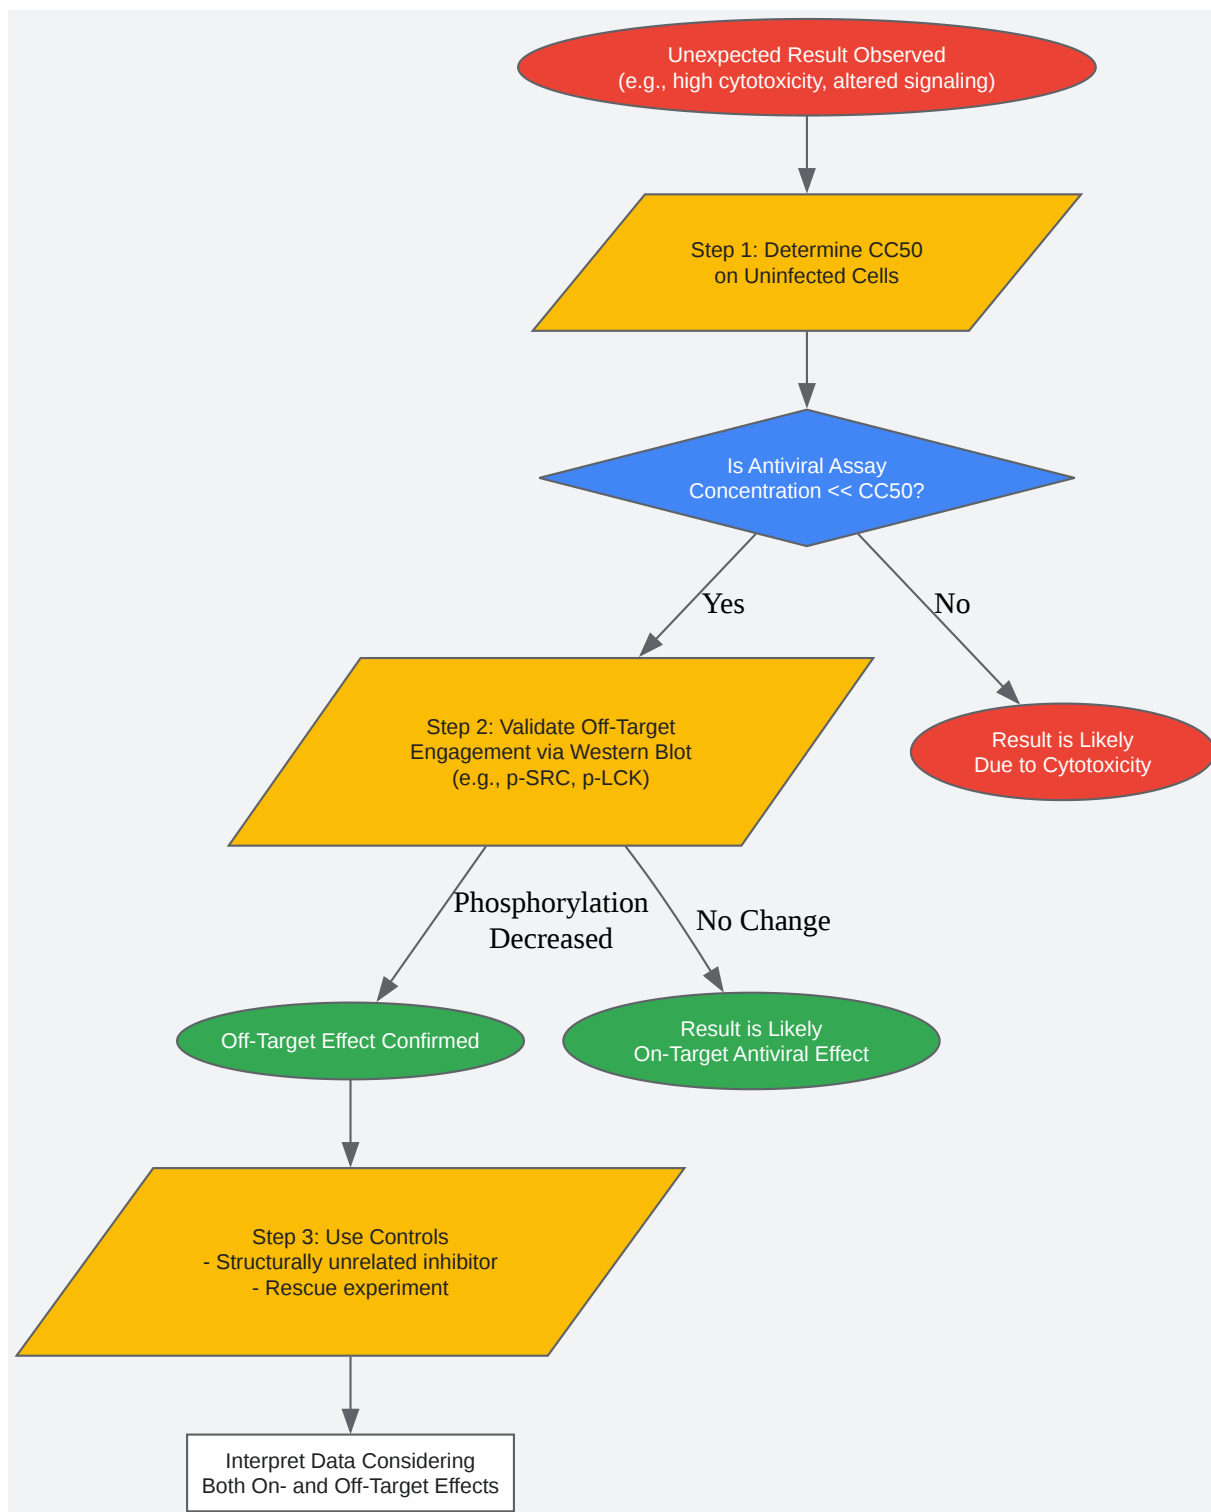 Unexpected Result Observed
(e.g., high cytotoxicity, altered signaling)
Step 1: Determine CC50
on Uninfected Cells
Is Antiviral Assay
Concentration << CC50?
Yes
No
Step 2: Validate Off-Target
Engagement via Western Blot
(e.g., p-SRC, p-LCK)
Result is Likely
Due to Cytotoxicity
Phosphorylation
Decreased
No Change
Off-Target Effect Confirmed
Result is Likely
On-Target Antiviral Effect
Step 3: Use Controls
- Structurally unrelated inhibitor
- Rescue experiment
Interpret Data Considering
Both On- and Off-Target Effects